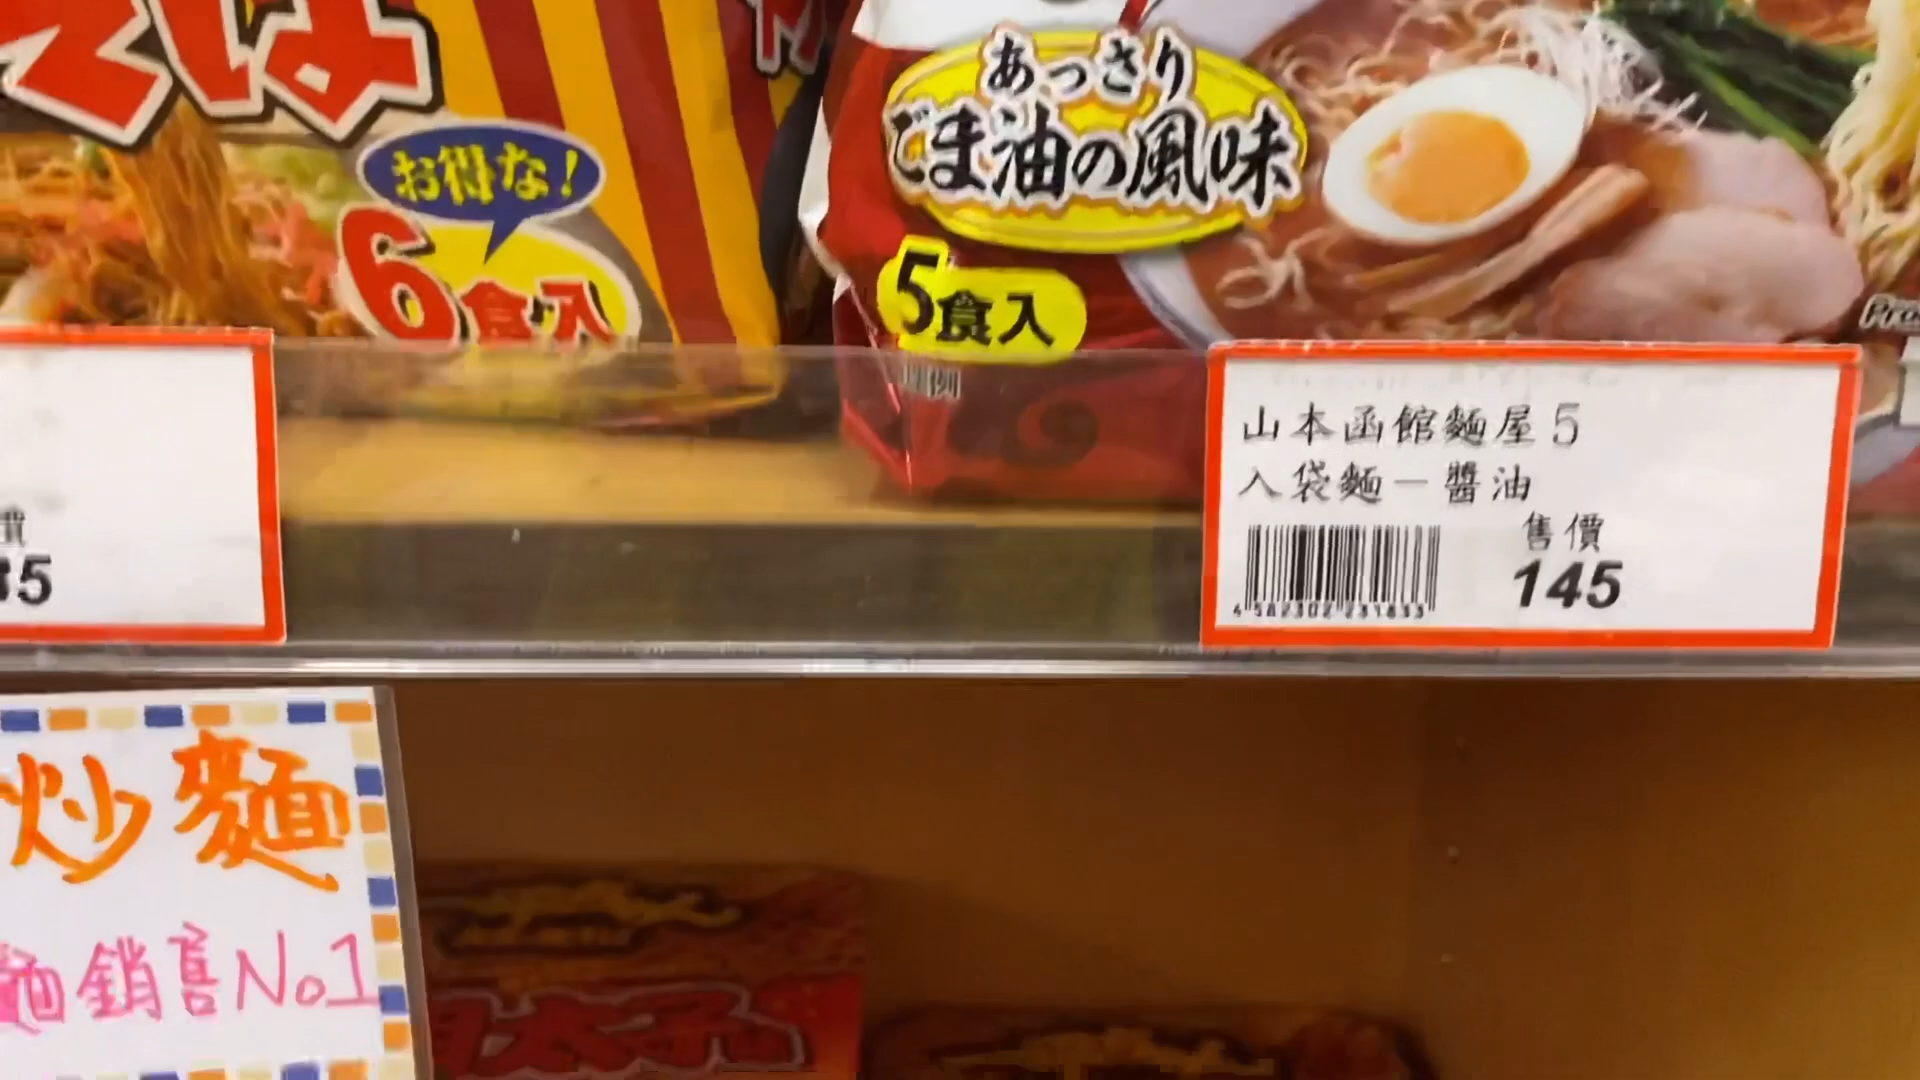 そば
お得な!
6食入
あっさり
ごま油の風味
5食入
山本函館麵屋5
入袋麵－醬油
售價
145
炒麵
麵銷售No1